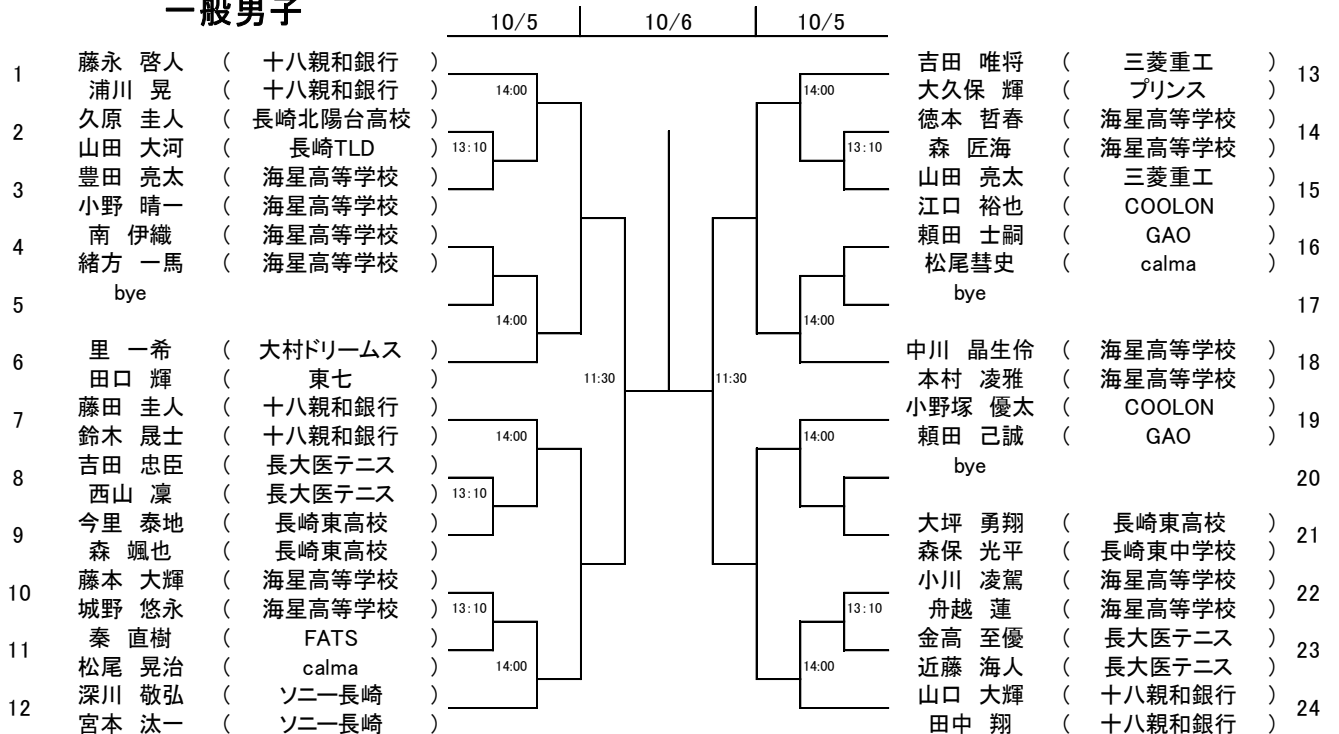 一般男子
10/5 10/6 10/5
1 藤永 啓人 ( 十八親和銀行 )
浦川 晃 ( 十八親和銀行 )
2 久原 圭人 ( 長崎北陽台高校 )
山田 大河 ( 長崎TLD )
3 豊田 亮太 ( 海星高等学校 )
小野 晴一 ( 海星高等学校 )
4 南 伊織 ( 海星高等学校 )
緒方 一馬 ( 海星高等学校 )
5 bye
6 里 一希 ( 大村ドリームス )
田口 輝 ( 東七 )
7 藤田 圭人 ( 十八親和銀行 )
鈴木 晟士 ( 十八親和銀行 )
8 吉田 忠臣 ( 長大医テニス )
西山 凜 ( 長大医テニス )
9 今里 泰地 ( 長崎東高校 )
森 颯也 ( 長崎東高校 )
10 藤本 大輝 ( 海星高等学校 )
城野 悠永 ( 海星高等学校 )
11 秦 直樹 ( FATS )
松尾 晃治 ( calma )
12 深川 敬弘 ( ソニー長崎 )
宮本 汰一 ( ソニー長崎 )
14:00
13:10
14:00
11:30
14:00
13:10
13:10
14:00
14:00
13:10
14:00
11:30
14:00
13:10
14:00
吉田 唯将 ( 三菱重工 ) 13
大久保 輝 ( プリンス )
徳本 哲春 ( 海星高等学校 ) 14
森 匠海 ( 海星高等学校 )
山田 亮太 ( 三菱重工 ) 15
江口 裕也 ( COOLON )
頼田 士嗣 ( GAO ) 16
松尾彗史 ( calma )
bye 17
中川 晶生伶 ( 海星高等学校 ) 18
本村 凌雅 ( 海星高等学校 )
小野塚 優太 ( COOLON ) 19
頼田 己誠 ( GAO )
bye 20
大坪 勇翔 ( 長崎東高校 ) 21
森保 光平 ( 長崎東中学校 )
小川 凌駕 ( 海星高等学校 ) 22
舟越 蓮 ( 海星高等学校 )
金高 至優 ( 長大医テニス ) 23
近藤 海人 ( 長大医テニス )
山口 大輝 ( 十八親和銀行 ) 24
田中 翔 ( 十八親和銀行 )